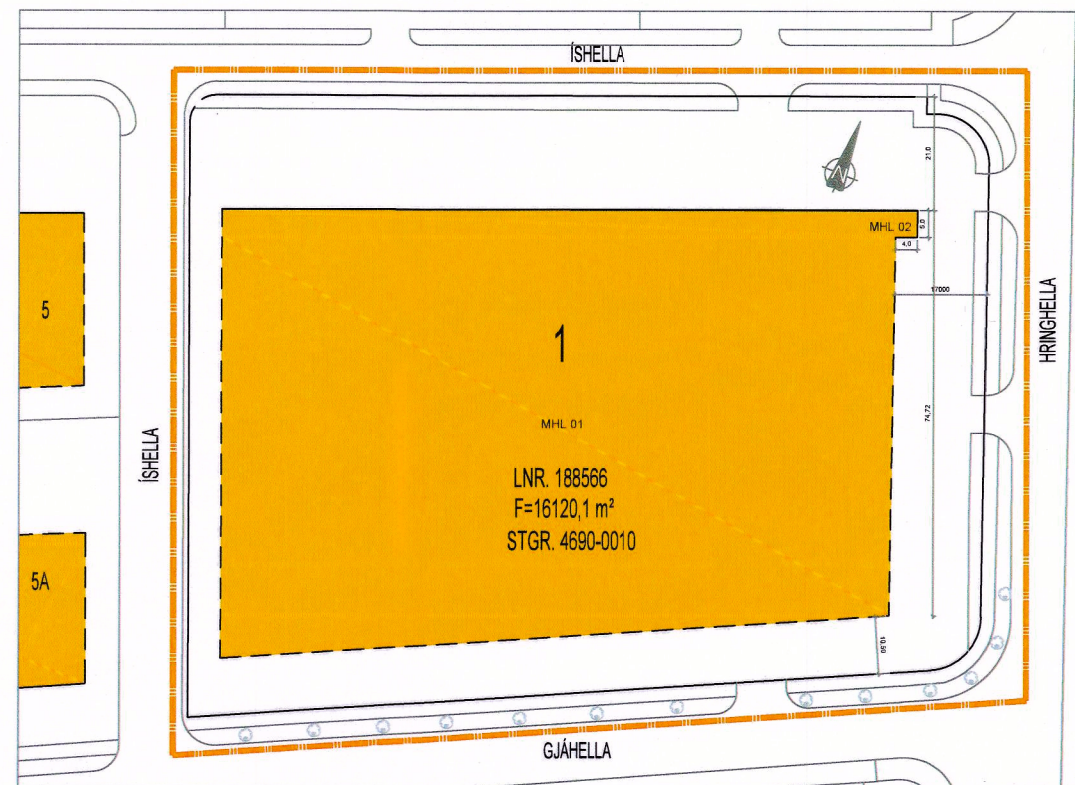 ÍSHELLA
21,0
N
MHL 02
5,0
4,0
17000
HRINGHELLA
5
1
74,72
MHL 01
ÍSHELLA
LNR. 188566
F=16120,1 m²
STGR. 4690-0010
5A
10,50
GJÁHELLA